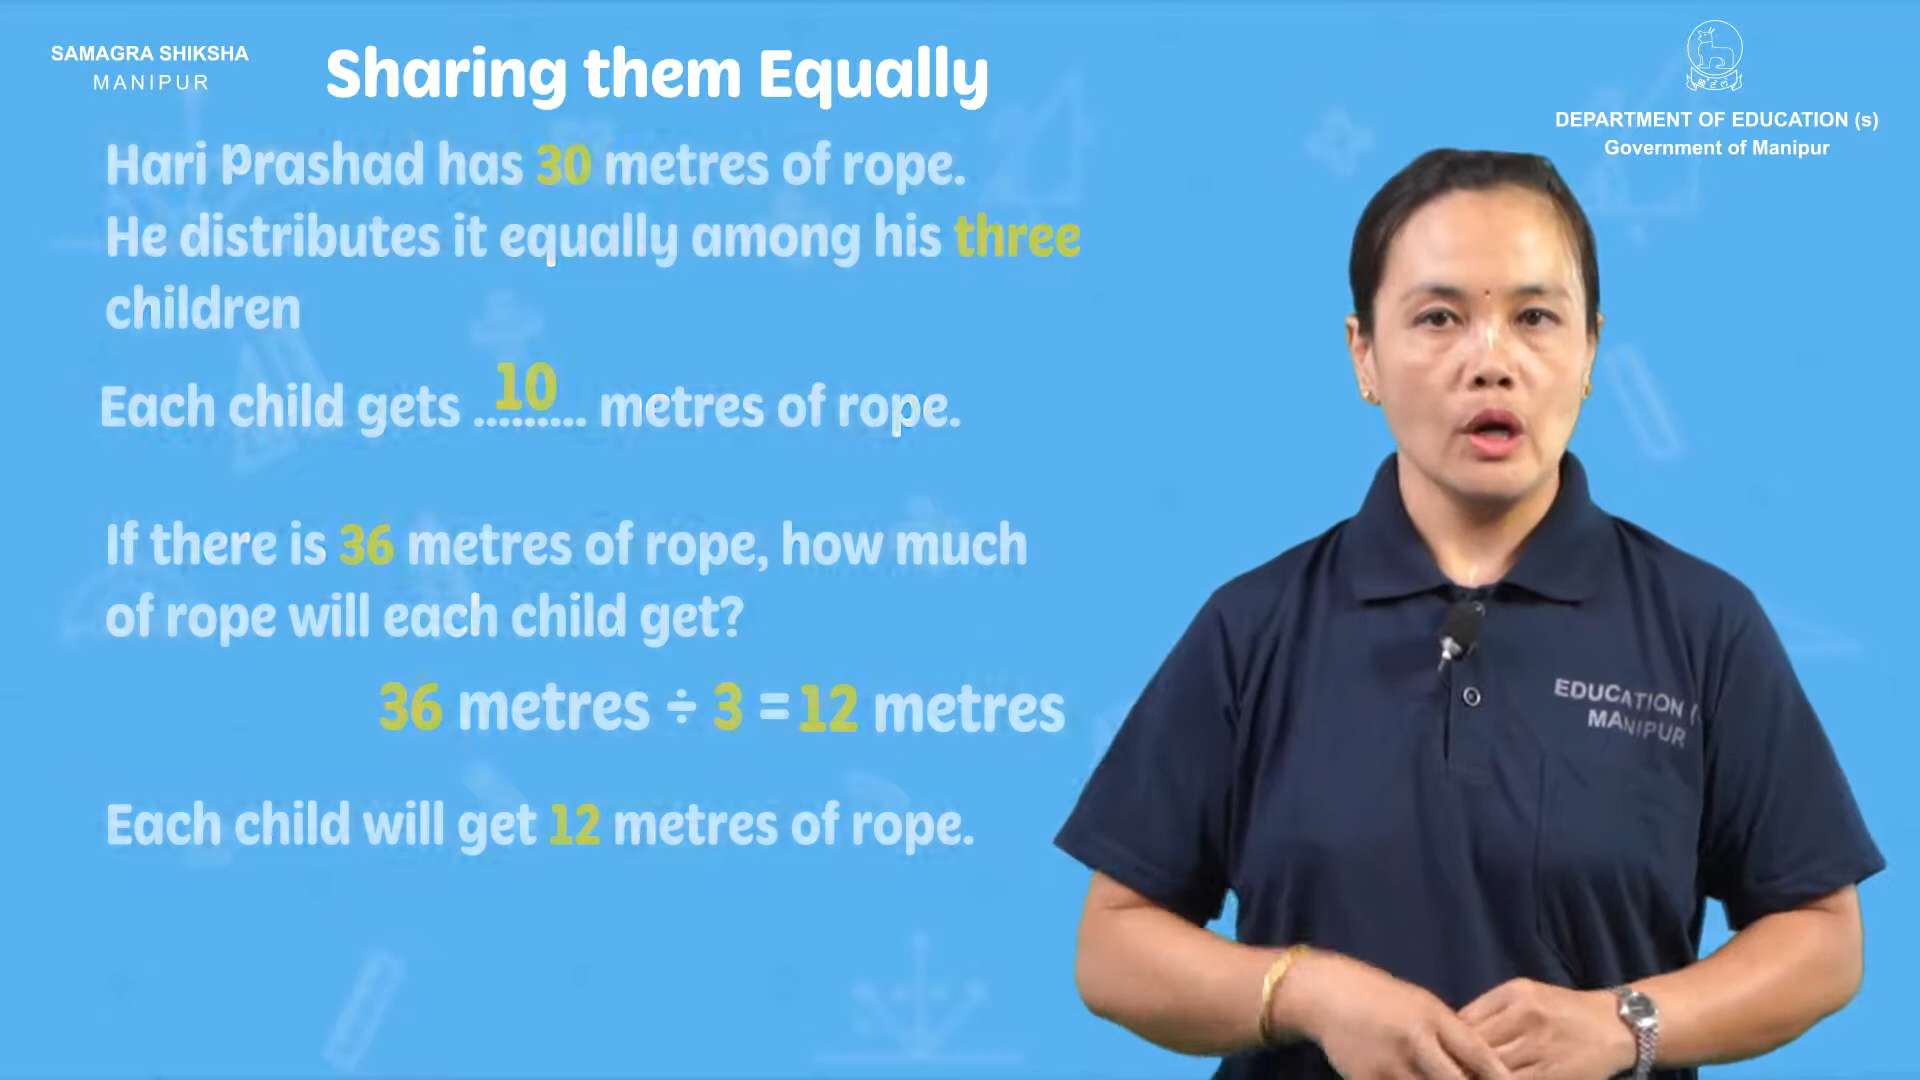 SAMAGRA SHIKSHA
MANIPUR
Sharing them Equally
DEPARTMENT OF EDUCATION (s)
Government of Manipur
Hari Prashad has 30 metres of rope.
He distributes it equally among his three
children
Each child gets ......... metres of rope.
10
If there is 36 metres of rope, how much
of rope will each child get?
36 metres ÷ 3 = 12 metres
Each child will get 12 metres of rope.
EDUCATION (
MANIPUR